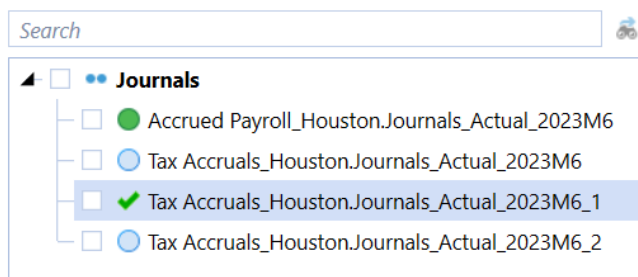 Search
Journals
Accrued Payroll_Houston.Journals_Actual_2023M6
Tax Accruals_Houston.Journals_Actual_2023M6
Tax Accruals_Houston.Journals_Actual_2023M6_1
Tax Accruals_Houston.Journals_Actual_2023M6_2